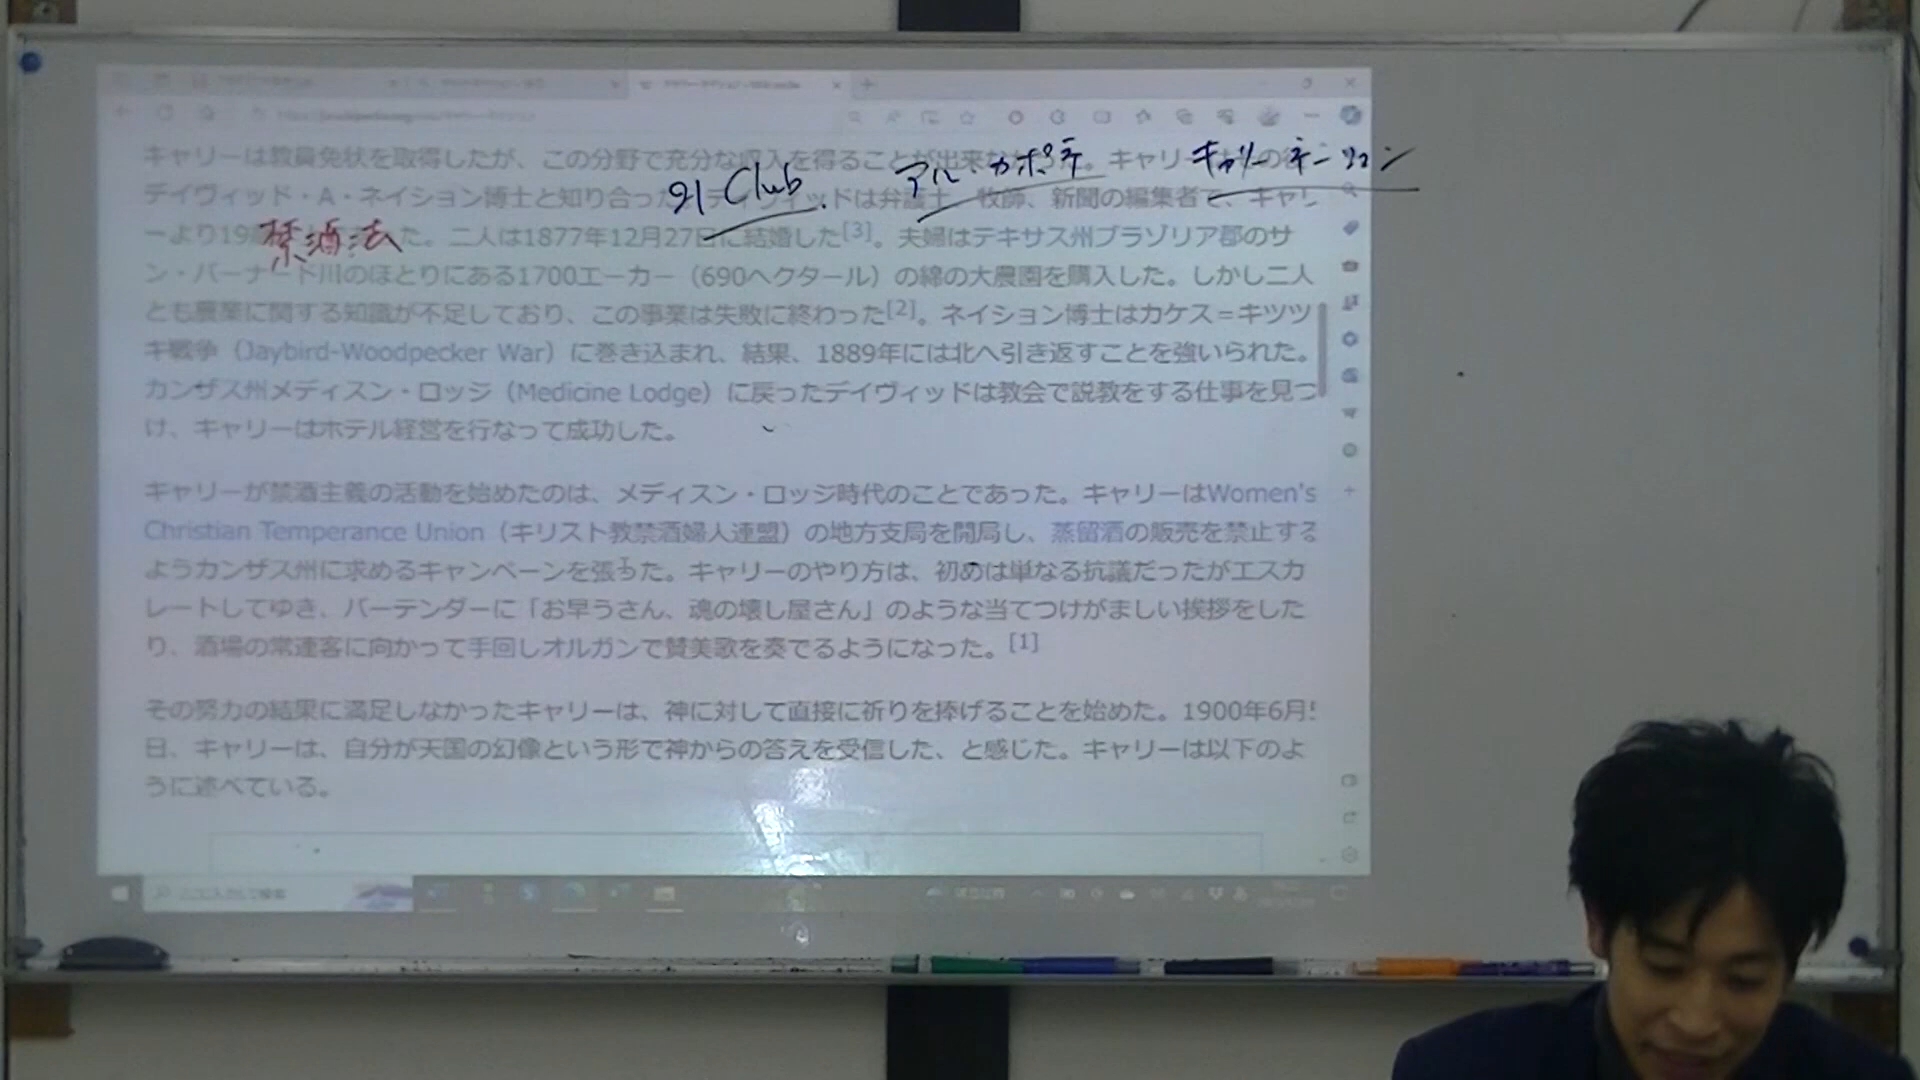 キャリーは教員免状を取得したが、この分野で充分な収入を得ることが出来な
アル・カポネ
キャリーネーション
21 Club
デイヴィッド・A・ネイション博士と知り合った
ドは弁護士、牧師、新聞の編集者で、キャリ
禁酒法
ーより19
た。二人は1877年12月27日に結婚した[3]。夫婦はテキサス州ブラゾリア郡のサ
ン・バーナード川のほとりにある1700エーカー（690ヘクタール）の綿の大農園を購入した。しかし二人
とも農業に関する知識が不足しており、この事業は失敗に終わった[2]。ネイション博士はカケス＝キツツ
キ戦争（Jaybird-Woodpecker War）に巻き込まれ、結果、1889年には北へ引き返すことを強いられた。
カンザス州メディスン・ロッジ（Medicine Lodge）に戻ったデイヴィッドは教会で説教をする仕事を見つ
け、キャリーはホテル経営を行なって成功した。
キャリーが禁酒主義の活動を始めたのは、メディスン・ロッジ時代のことであった。キャリーはWomen's
Christian Temperance Union（キリスト教禁酒婦人連盟）の地方支局を開局し、蒸留酒の販売を禁止する
ようカンザス州に求めるキャンペーンを張った。キャリーのやり方は、初めは単なる抗議だったがエスカ
レートしてゆき、バーテンダーに「お早うさん、魂の壊し屋さん」のような当てつけがましい挨拶をした
り、酒場の常連客に向かって手回しオルガンで賛美歌を奏でるようになった。[1]
その努力の結果に満足しなかったキャリーは、神に対して直接に祈りを捧げることを始めた。1900年6月5
日、キャリーは、自分が天国の幻像という形で神からの答えを受信した、と感じた。キャリーは以下のよ
うに述べている。
ここに入力して検索